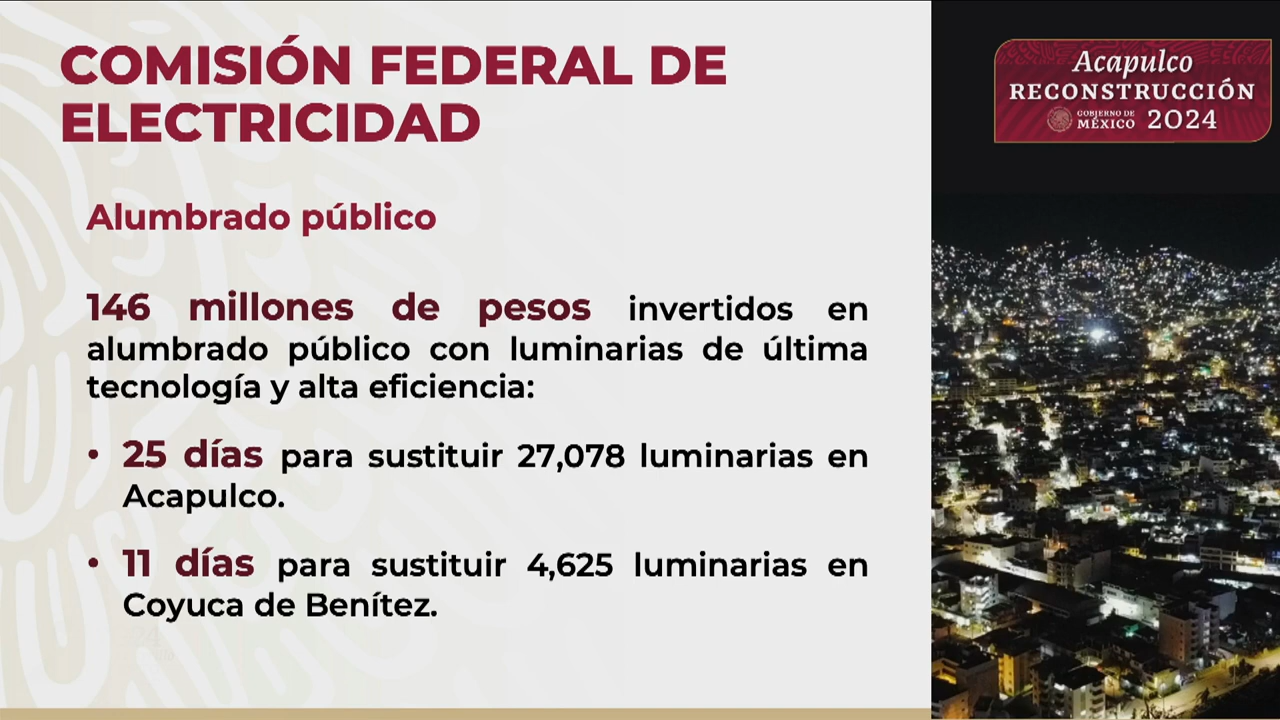 COMISIÓN FEDERAL DE
ELECTRICIDAD
Alumbrado público
146 millones de pesos invertidos en
alumbrado público con luminarias de última
tecnología y alta eficiencia:
• 25 días para sustituir 27,078 luminarias en
Acapulco.
• 11 días para sustituir 4,625 luminarias en
Coyuca de Benítez.
Acapulco
RECONSTRUCCIÓN
GOBIERNO DE
MÉXICO 2024